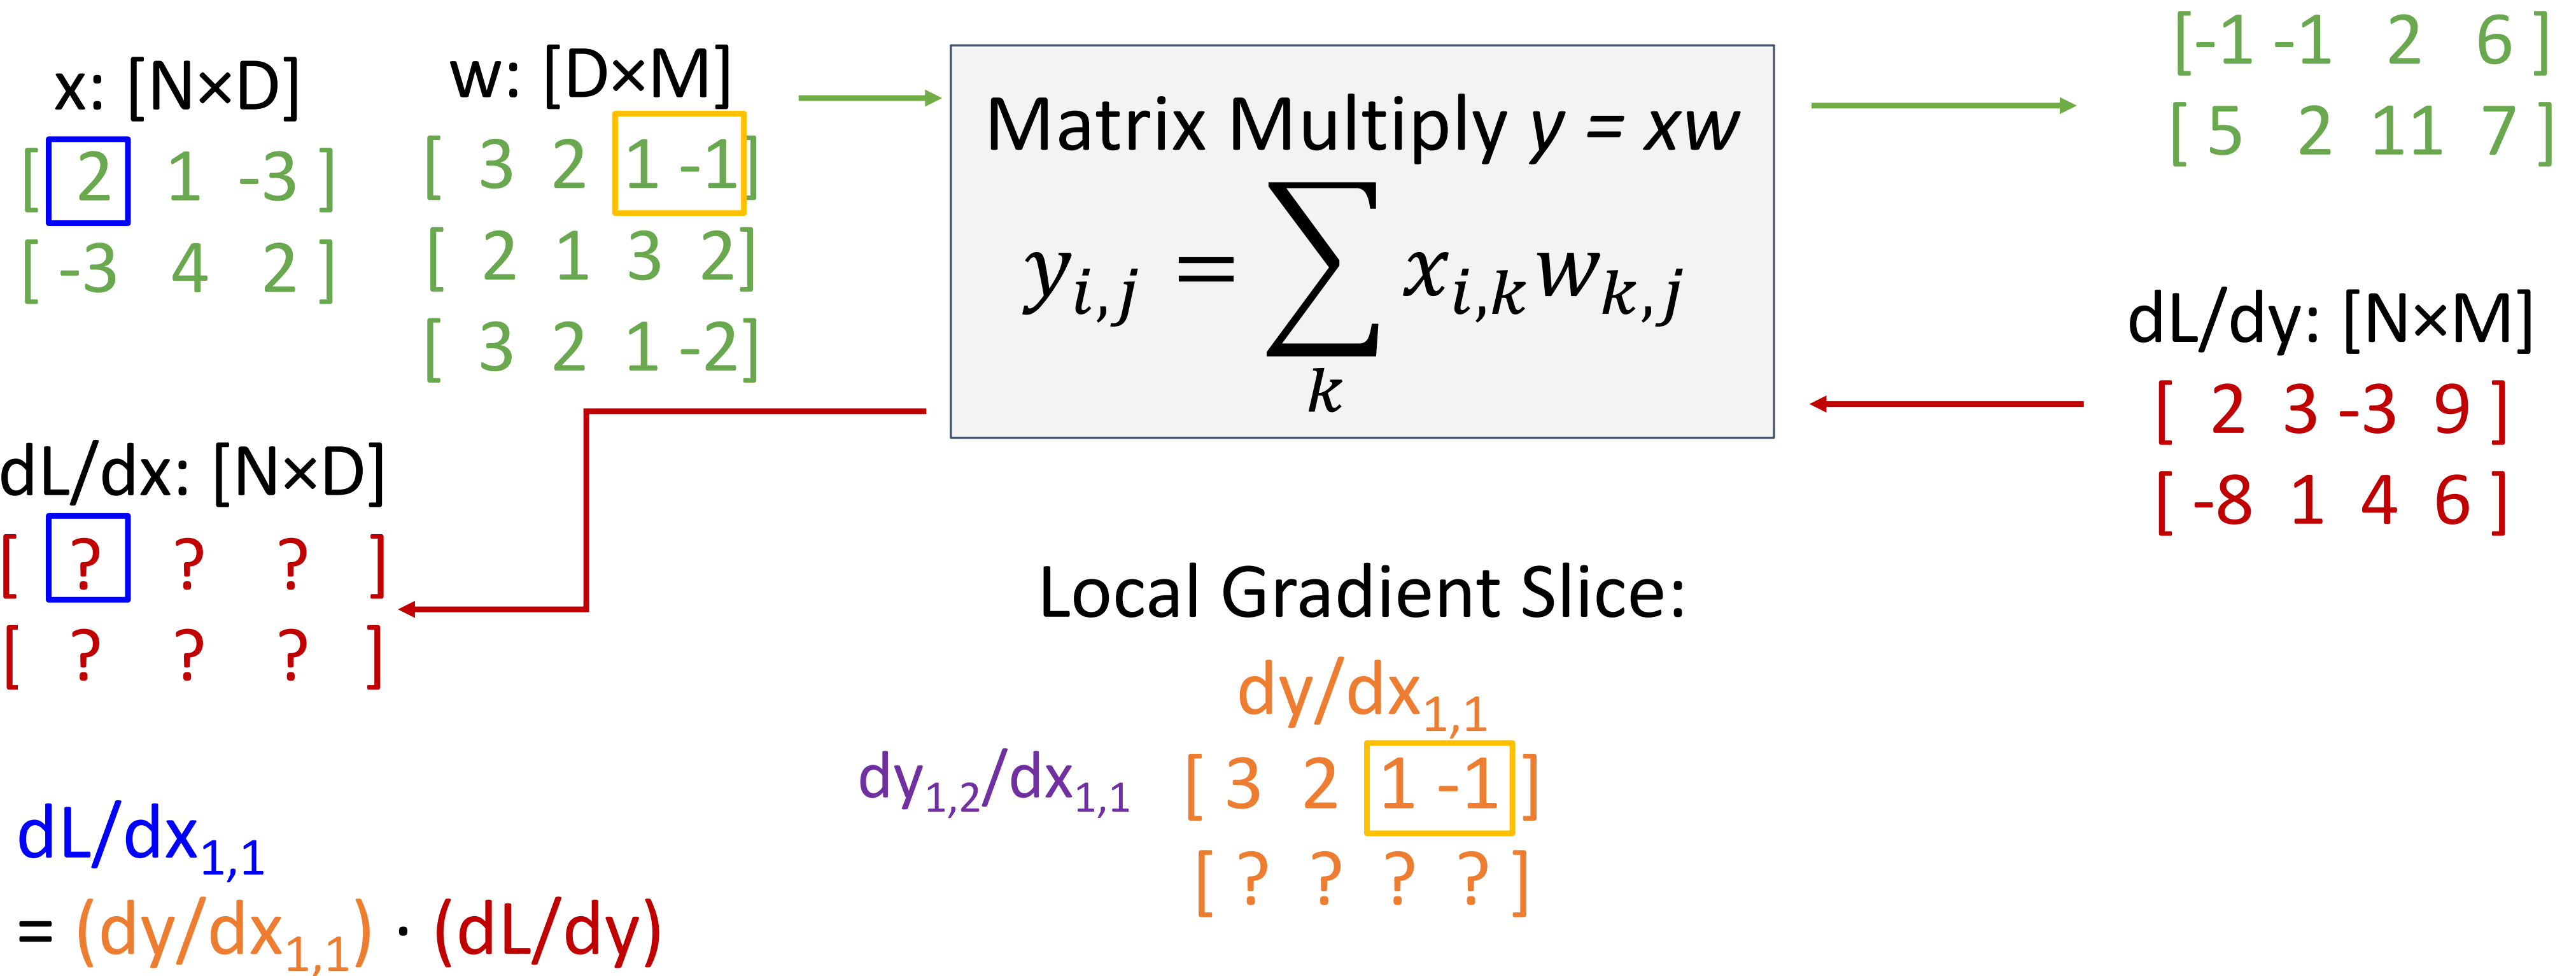 x: [N×D]
[ 2 1 -3 ]
[ -3 4 2 ]
w: [D×M]
[ 3 2 1 -1]
[ 2 1 3 2]
[ 3 2 1 -2]
Matrix Multiply y = xw
y_{i,j} = ∑_k x_{i,k}w_{k,j}
[-1 -1 2 6 ]
[ 5 2 11 7 ]
dL/dy: [N×M]
[ 2 3 -3 9 ]
[ -8 1 4 6 ]
dL/dx: [N×D]
[ ? ? ? ]
[ ? ? ? ]
Local Gradient Slice:
dy/dx_{1,1}
dy_{1,2}/dx_{1,1} [ 3 2 1 -1 ]
[ ? ? ? ? ]
dL/dx_{1,1}
= (dy/dx_{1,1}) · (dL/dy)